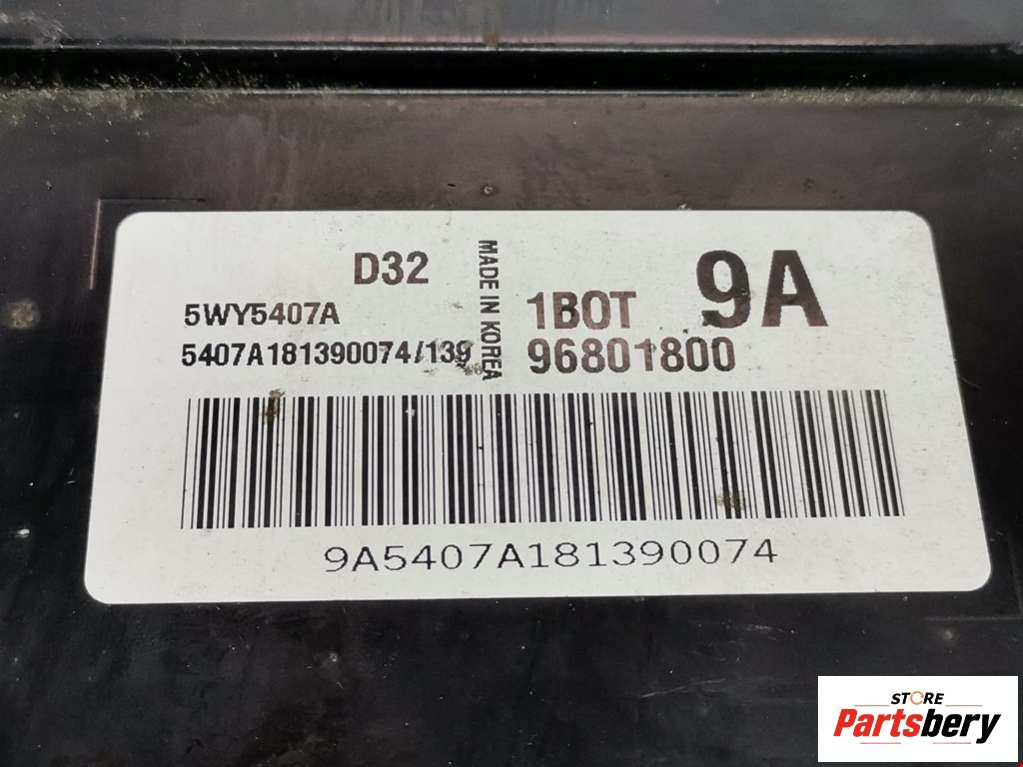 D32
5WY5407A
5407A181390074/139
MADE IN KOREA
1BOT
9A
96801800
9A5407A181390074
STORE
Partsbery